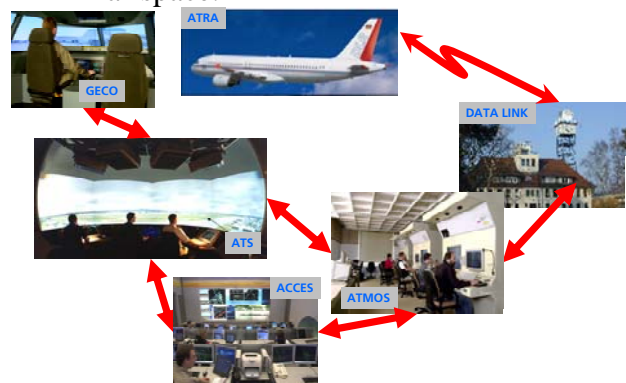 ATRA
GECO
DATA LINK
ATS
ACCES
ATMOS